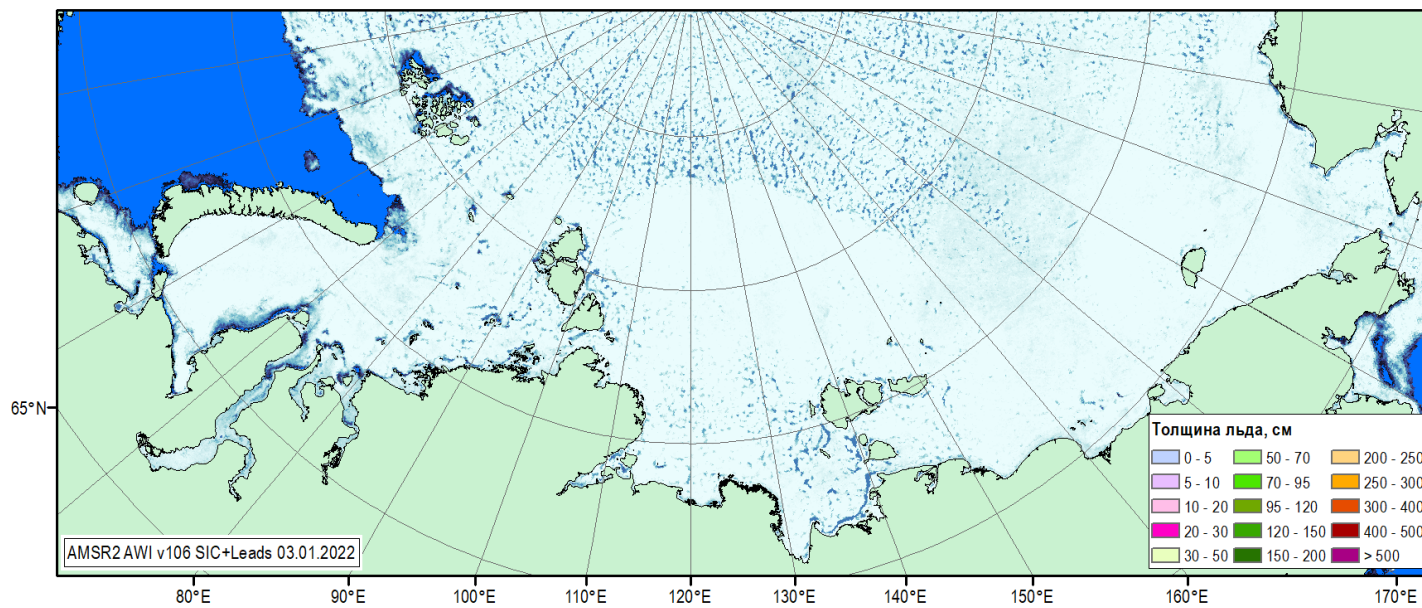 65°N
Толщина льда, см
0 - 5
50 - 70
200 - 250
5 - 10
70 - 95
250 - 300
10 - 20
95 - 120
300 - 400
20 - 30
120 - 150
400 - 500
30 - 50
150 - 200
> 500
AMSR2 AWI v106 SIC+Leads 03.01.2022
80°E
90°E
100°E
110°E
120°E
130°E
140°E
150°E
160°E
170°E